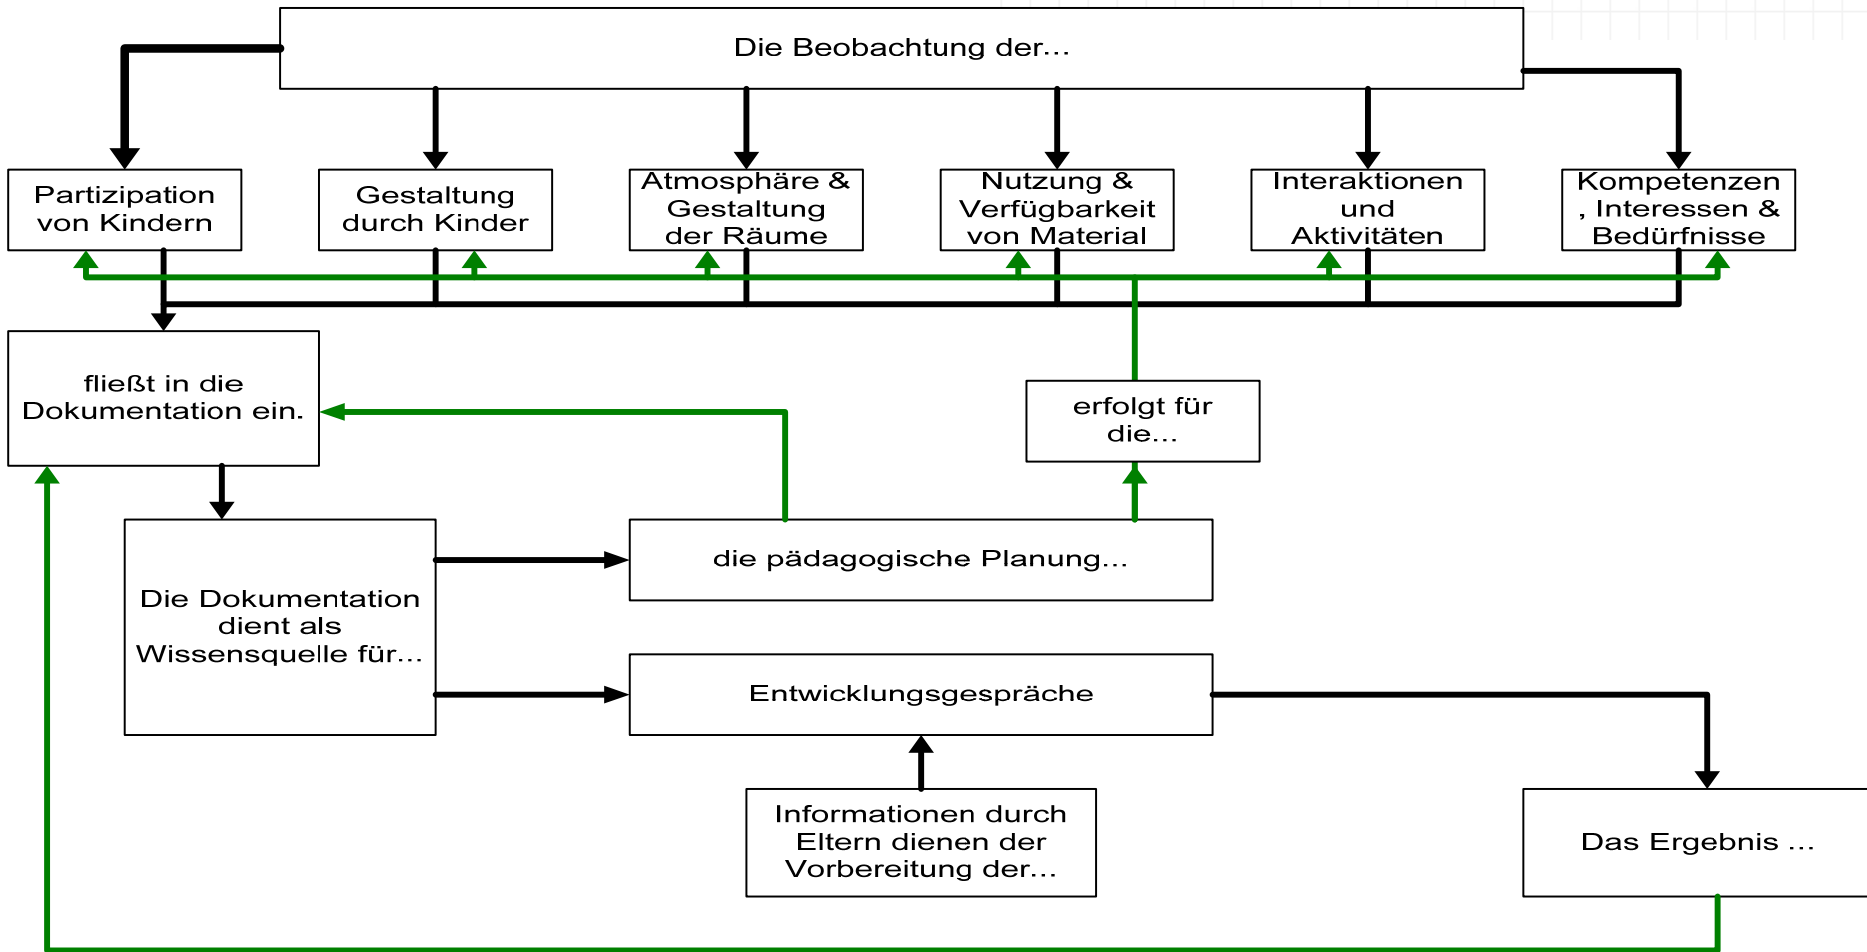 Die Beobachtung der...
Partizipation
von Kindern
Gestaltung
durch Kinder
Atmosphäre &
Gestaltung
der Räume
Nutzung &
Verfügbarkeit
von Material
Interaktionen
und
Aktivitäten
Kompetenzen
, Interessen &
Bedürfnisse
fließt in die
Dokumentation ein.
erfolgt für
die...
Die Dokumentation
dient als
Wissensquelle für...
die pädagogische Planung...
Entwicklungsgespräche
Informationen durch
Eltern dienen der
Vorbereitung der...
Das Ergebnis ...